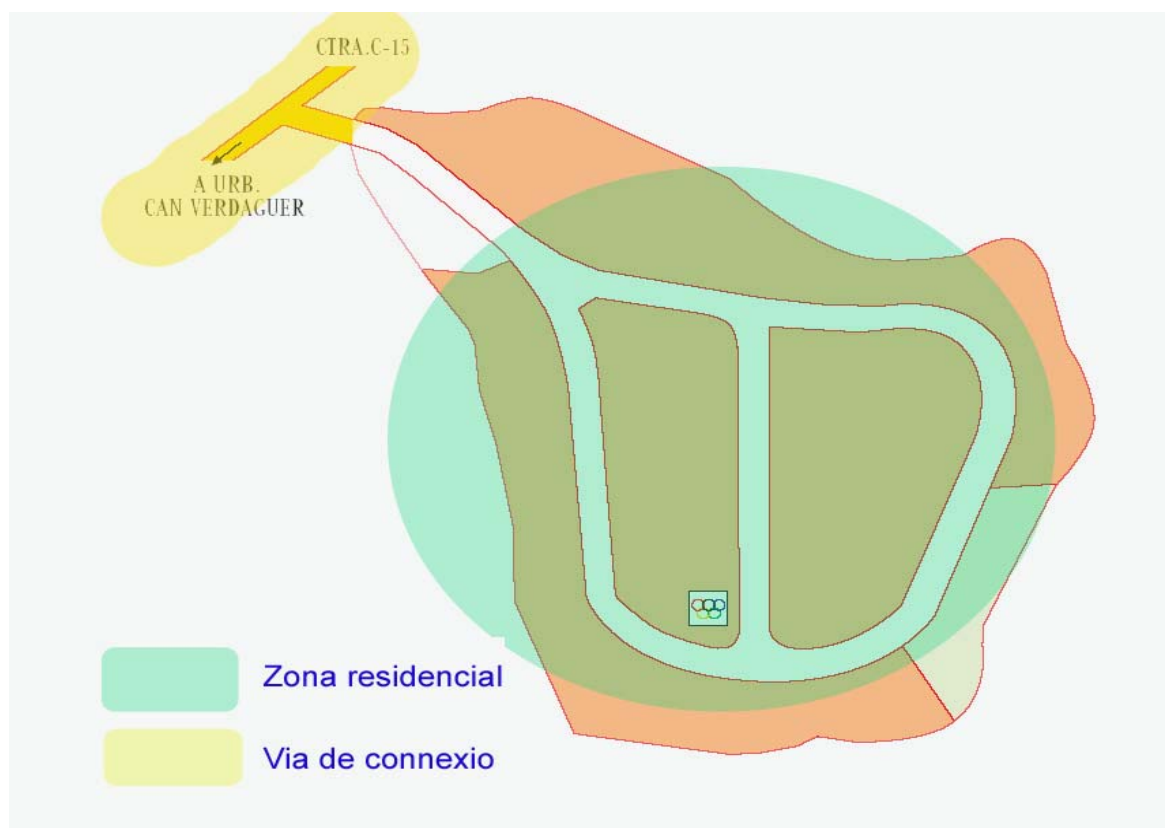 CTRA.C-15
A URB.
CAN VERDAGUER
Zona residencial
Via de connexio